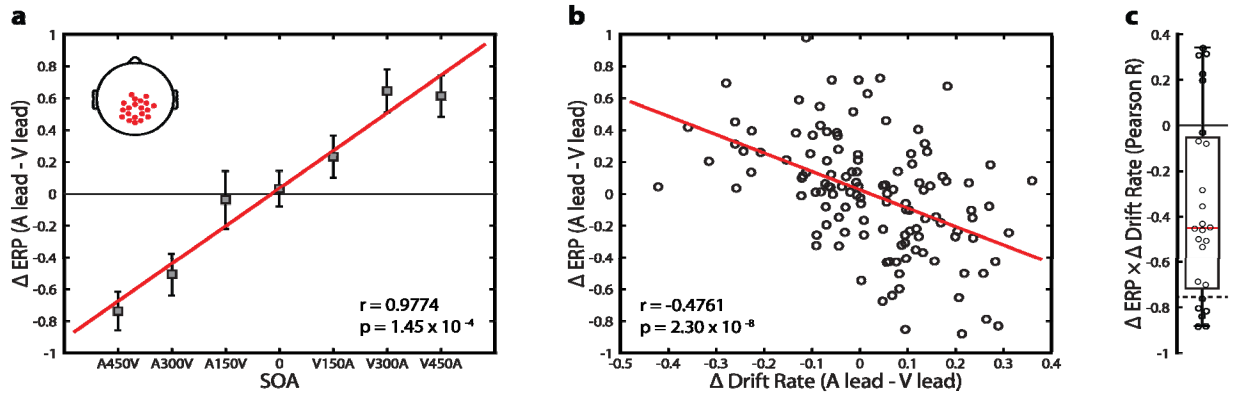 a
Δ ERP (A lead - V lead)
1
0.8
0.6
0.4
0.2
0
-0.2
-0.4
-0.6
-0.8
-1
r = 0.9774
p = 1.45 x 10 -4
A450V A300V A150V 0 V150A V300A V450A
SOA
b
Δ ERP (A lead - V lead)
1
0.8
0.6
0.4
0.2
0
-0.2
-0.4
-0.6
-0.8
-1
r = -0.4761
p = 2.30 x 10 -8
-0.5 -0.4 -0.3 -0.2 -0.1 0 0.1 0.2 0.3 0.4
Δ Drift Rate (A lead - V lead)
c
Δ ERP × Δ Drift Rate (Pearson R)
0.4
0.2
0
-0.2
-0.4
-0.6
-0.8
-1